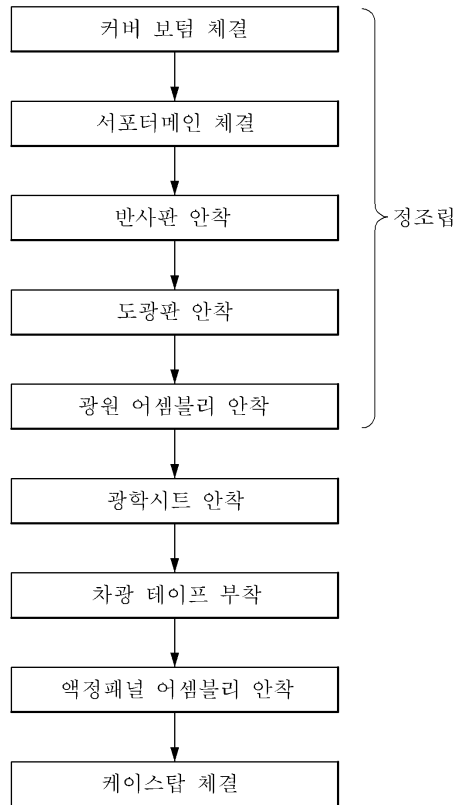 커버 보텀 체결
서포터메인 체결
반사판 안착
정조립
도광판 안착
광원 어셈블리 안착
광학시트 안착
차광 테이프 부착
액정패널 어셈블리 안착
케이스탑 체결